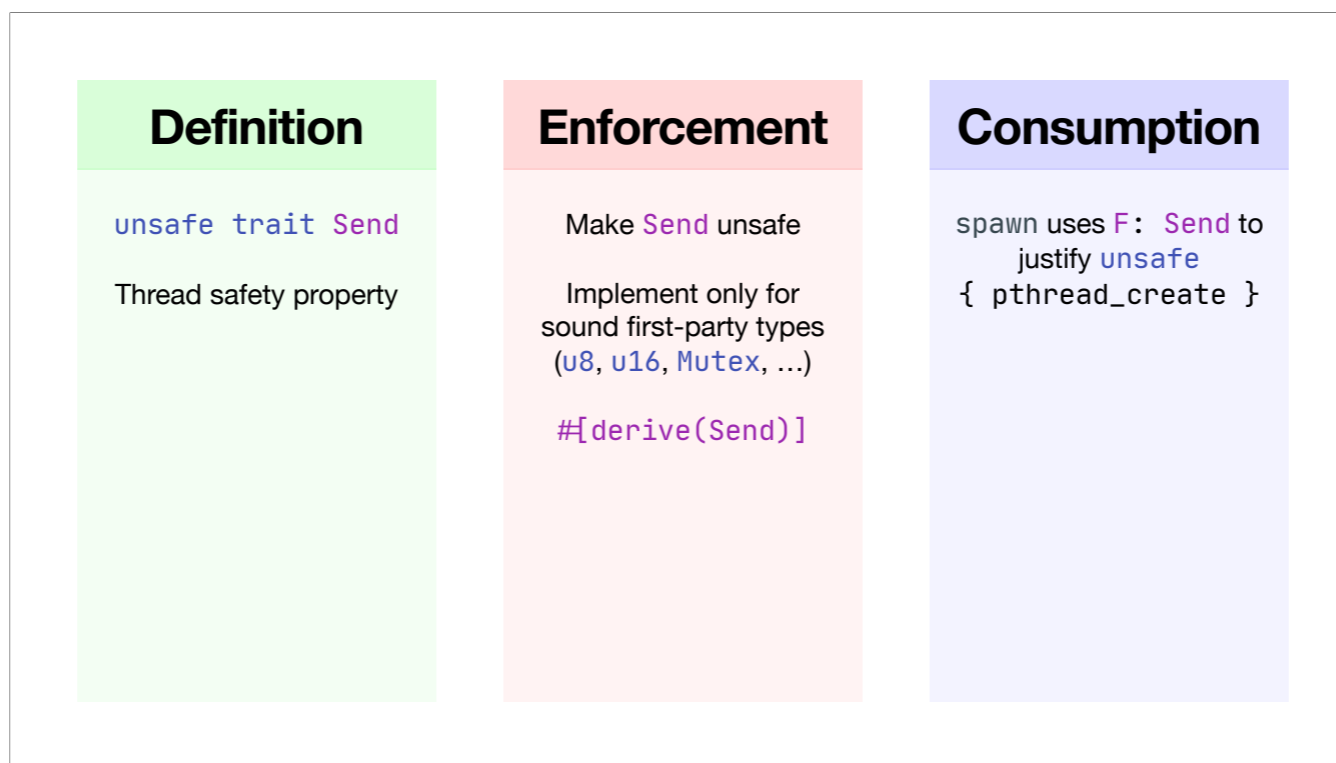 Definition
unsafe trait Send
Thread safety property
Enforcement
Make Send unsafe
Implement only for
sound first-party types
(u8, u16, Mutex, …)
#[derive(Send)]
Consumption
spawn uses F: Send to
justify unsafe
{ pthread_create }